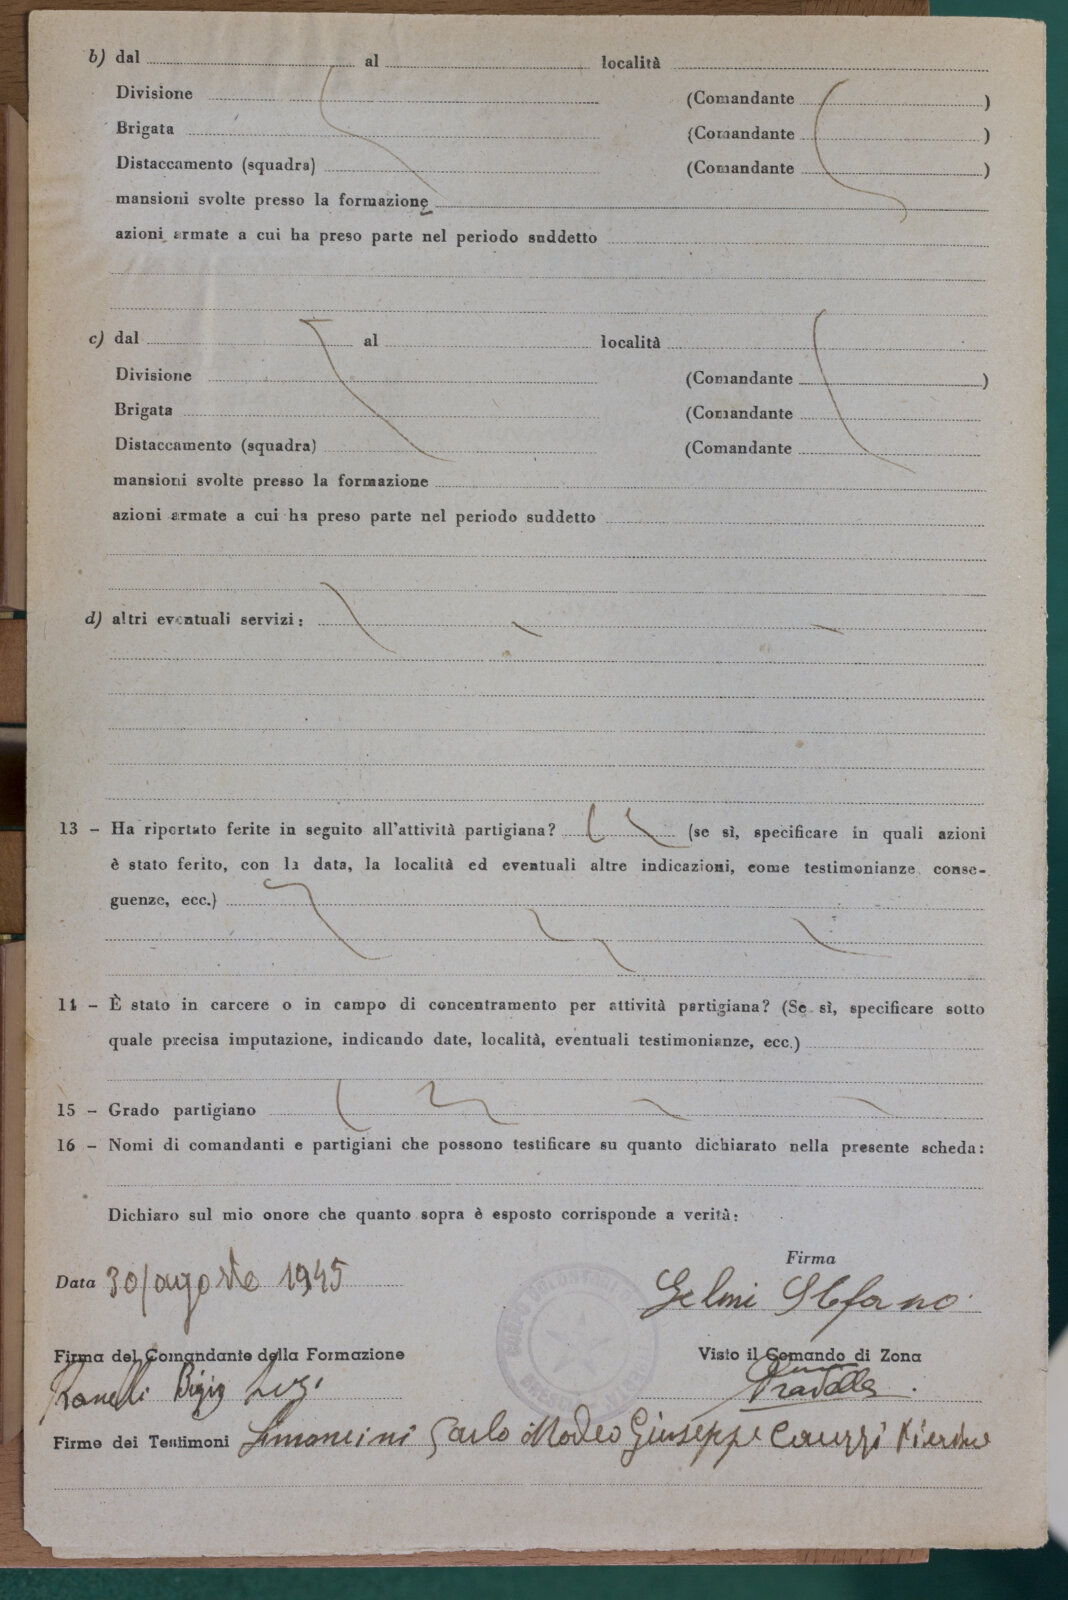 b) dal al località
Divisione (Comandante )
Brigata (Comandante )
Distaccamento (squadra) (Comandante )
mansioni svolte presso la formazione
azioni armate a cui ha preso parte nel periodo suddetto
c) dal al località
Divisione (Comandante )
Brigata (Comandante
Distaccamento (squadra) (Comandante
mansioni svolte presso la formazione
azioni armate a cui ha preso parte nel periodo suddetto
d) altri eventuali servizi:
13 – Ha riportato ferite in seguito all'attività partigiana? (se sì, specificare in quali azioni
è stato ferito, con la data, la località ed eventuali altre indicazioni, come testimonianze, conse-
guenze, ecc.)
14 – È stato in carcere o in campo di concentramento per attività partigiana? (Se sì, specificare sotto
quale precisa imputazione, indicando date, località, eventuali testimonianze, ecc.)
15 – Grado partigiano
16 – Nomi di comandanti e partigiani che possono testificare su quanto dichiarato nella presente scheda:
Dichiaro sul mio onore che quanto sopra è esposto corrisponde a verità:
Firma
Data 30/agosto 1945 Gelmi Stefano
Firma del Comandante della Formazione Visto il Comando di Zona
Bigio
Firme dei Testimoni Simoncini Carlo Modeo Giuseppe Cauzzi